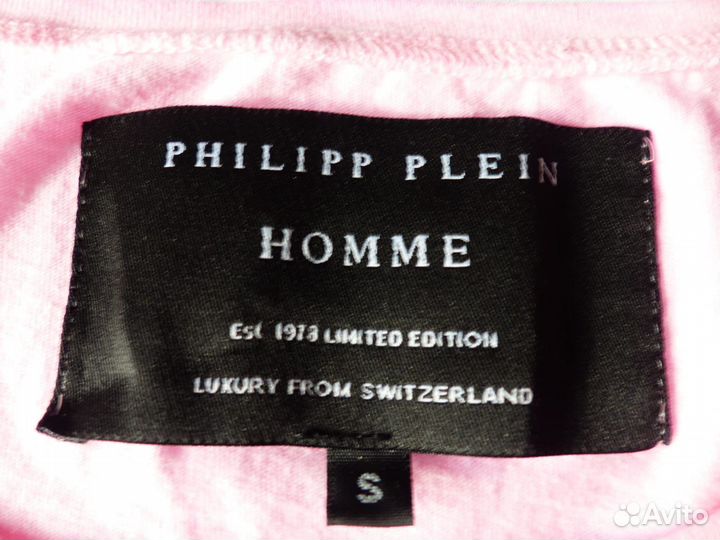 PHILIPP PLEIN
HOMME
Est 1978 LIMITED EDITION
LUXURY FROM SWITZERLAND
S
Avito